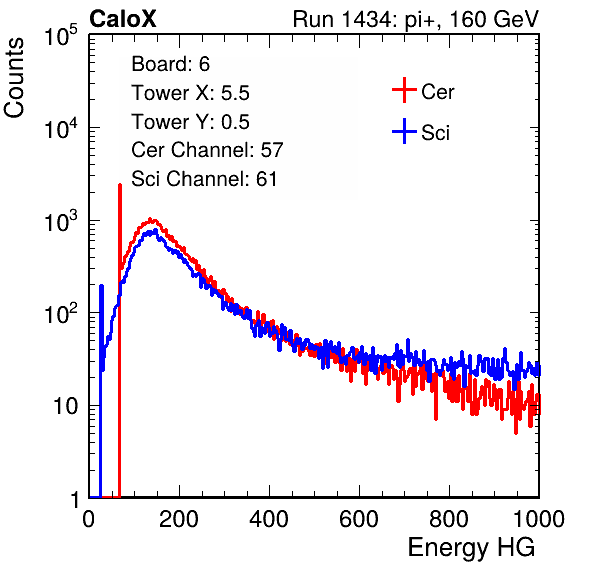 CaloX Run 1434: pi+, 160 GeV
Counts
10^5
10^4
10^3
10^2
10
1
Board: 6
Tower X: 5.5
Tower Y: 0.5
Cer Channel: 57
Sci Channel: 61
Cer
Sci
0 200 400 600 800 1000
Energy HG